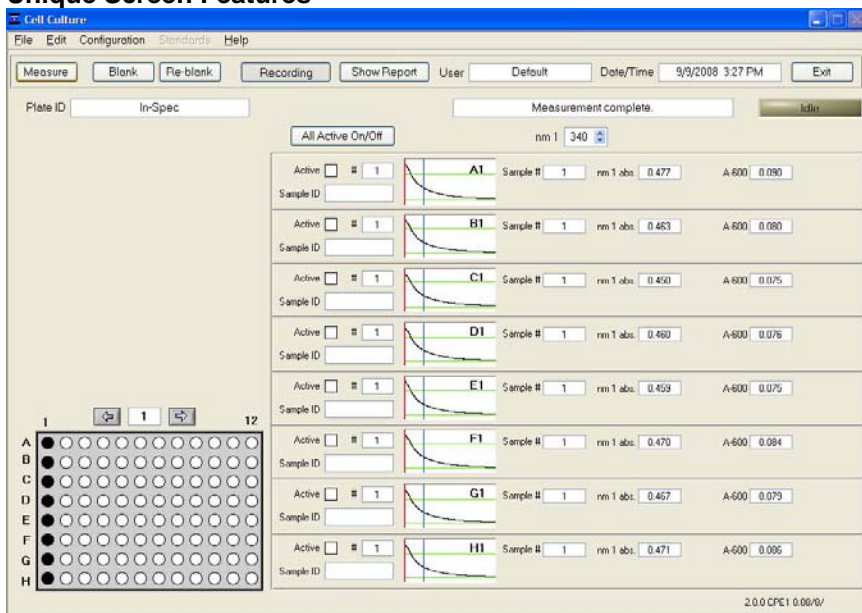 Unique Screen Features
Cell Culture
File Edit Configuration Standards Help
Measure Blank Re-blank Recording Show Report User Default Date/Time 9/9/2008 3:27 PM Exit
Plate ID In-Spec Measurement complete. Idle
All Active On/Off nm 1 340
Active # 1 A1 Sample # 1 nm 1 abs. 0.477 A-600 0.090
Sample ID
Active # 1 B1 Sample # 1 nm 1 abs. 0.463 A-600 0.080
Sample ID
Active # 1 C1 Sample # 1 nm 1 abs. 0.450 A-600 0.075
Sample ID
Active # 1 D1 Sample # 1 nm 1 abs. 0.460 A-600 0.076
Sample ID
Active # 1 E1 Sample # 1 nm 1 abs. 0.459 A-600 0.075
Sample ID
Active # 1 F1 Sample # 1 nm 1 abs. 0.470 A-600 0.084
Sample ID
Active # 1 G1 Sample # 1 nm 1 abs. 0.467 A-600 0.079
Sample ID
Active # 1 H1 Sample # 1 nm 1 abs. 0.471 A-600
Sample ID
1 1 12
A
B
C
D
E
F
G
H
2.0.0 CPE1